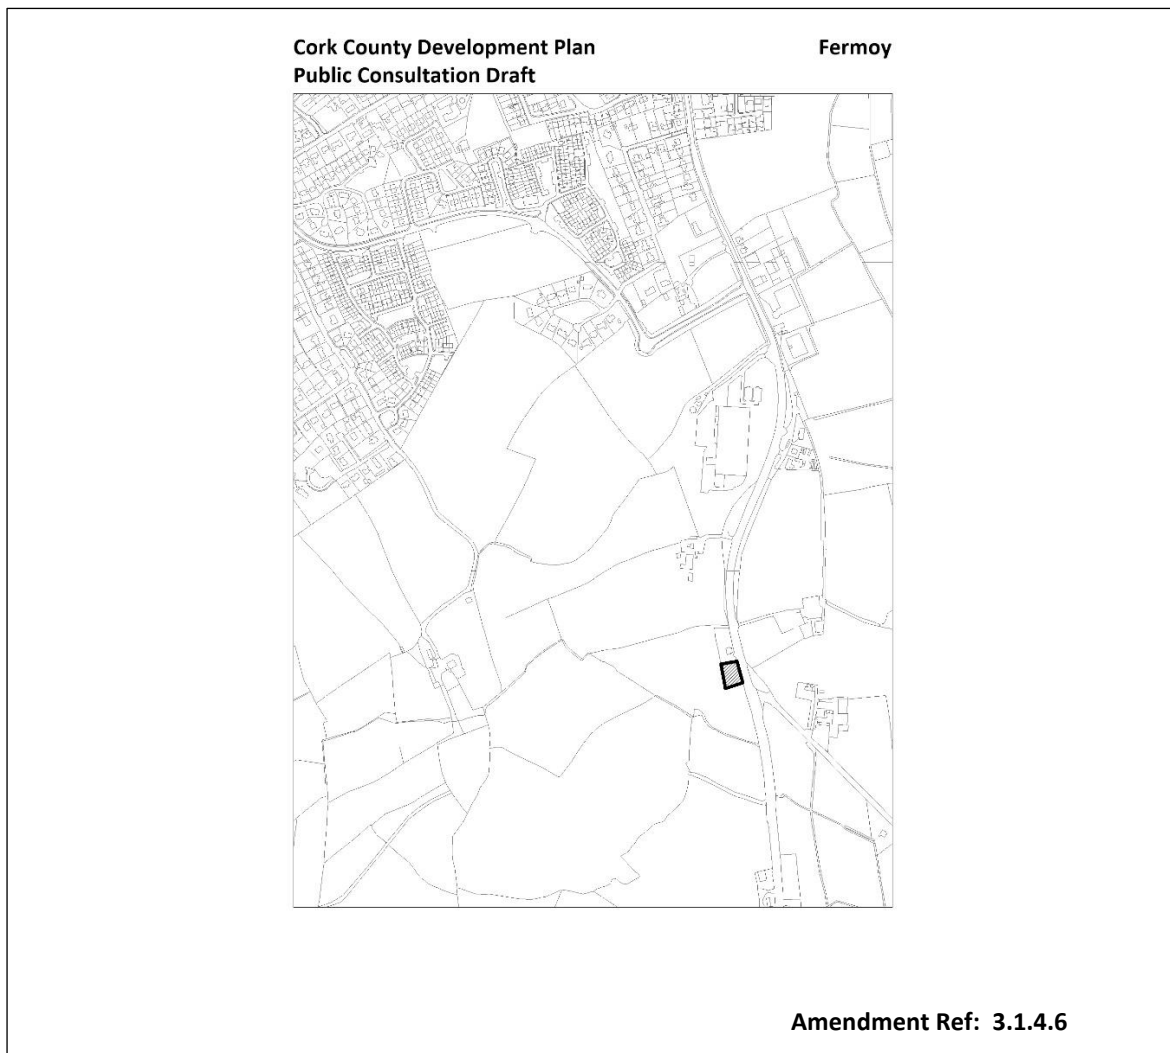 Cork County Development Plan Fermoy
Public Consultation Draft
Amendment Ref: 3.1.4.6